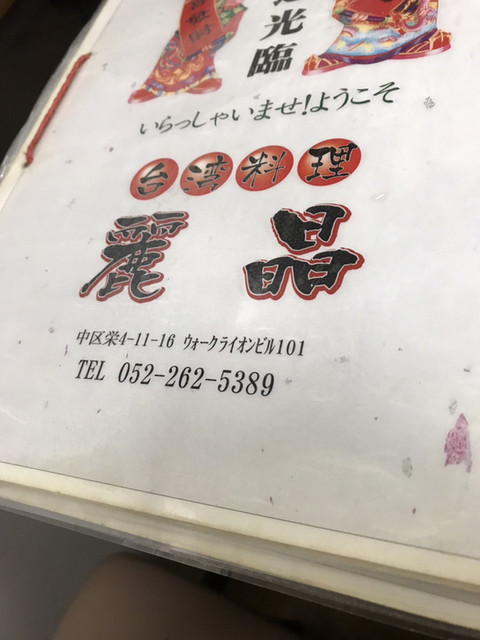 光臨
いらっしゃいませ!ようこそ
台湾料理
麗晶
中区栄4-11-16 ウォークライオンビル101
TEL 052-262-5389